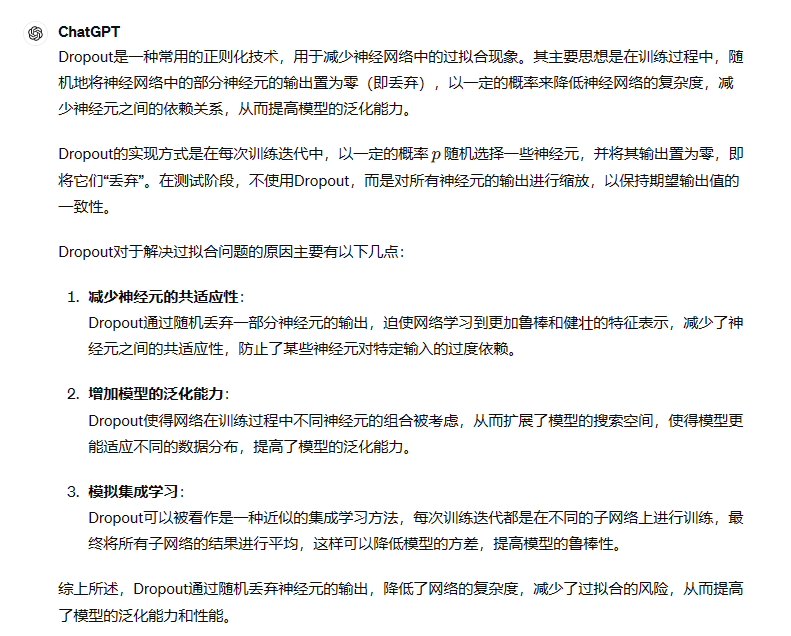 ChatGPT
Dropout是一种常用的正则化技术，用于减少神经网络中的过拟合现象。其主要思想是在训练过程中，随
机地将神经网络中的部分神经元的输出置为零（即丢弃），以一定的概率来降低神经网络的复杂度，减
少神经元之间的依赖关系，从而提高模型的泛化能力。
Dropout的实现方式是在每次训练迭代中，以一定的概率 p 随机选择一些神经元，并将其输出置为零，即
将它们“丢弃”。在测试阶段，不使用Dropout，而是对所有神经元的输出进行缩放，以保持期望输出值的
一致性。
Dropout对于解决过拟合问题的原因主要有以下几点：
1. 减少神经元的共适应性：
Dropout通过随机丢弃一部分神经元的输出，迫使网络学习到更加鲁棒和健壮的特征表示，减少了神
经元之间的共适应性，防止了某些神经元对特定输入的过度依赖。
2. 增加模型的泛化能力：
Dropout使得网络在训练过程中不同神经元的组合被考虑，从而扩展了模型的搜索空间，使得模型更
能适应不同的数据分布，提高了模型的泛化能力。
3. 模拟集成学习：
Dropout可以被看作是一种近似的集成学习方法，每次训练迭代都是在不同的子网络上进行训练，最
终将所有子网络的结果进行平均，这样可以降低模型的方差，提高模型的鲁棒性。
综上所述，Dropout通过随机丢弃神经元的输出，降低了网络的复杂度，减少了过拟合的风险，从而提高
了模型的泛化能力和性能。